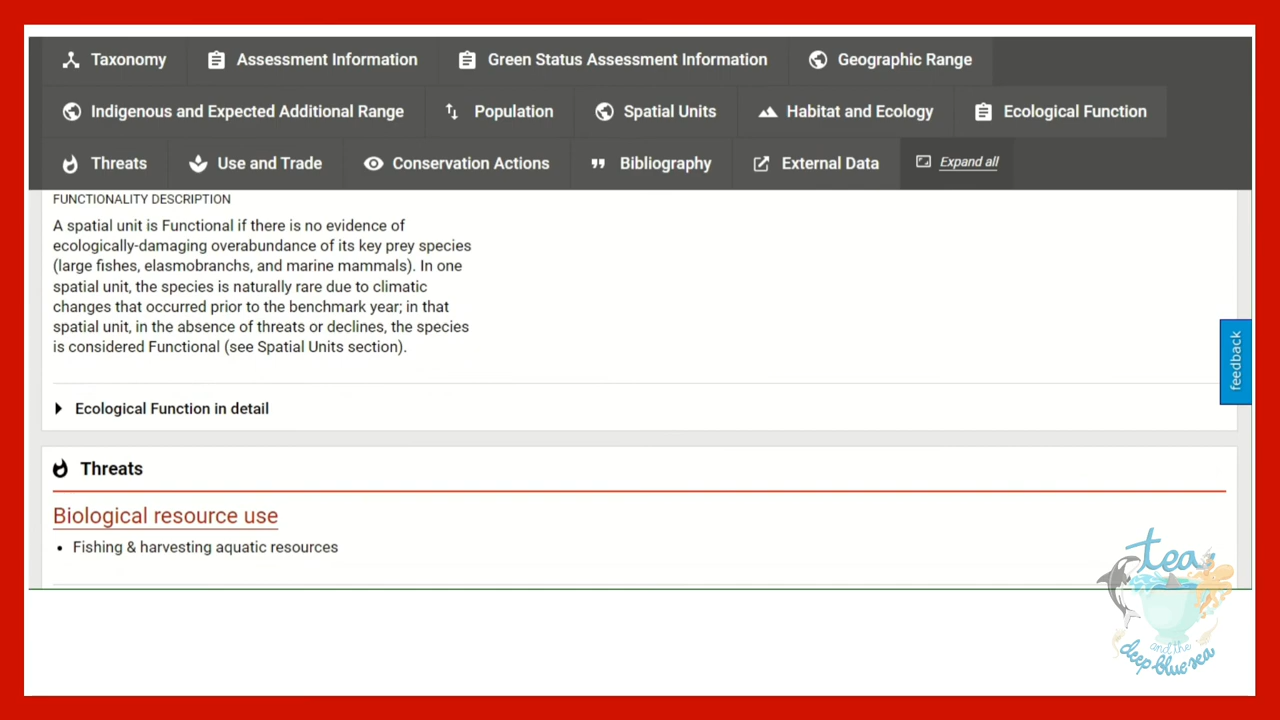 Taxonomy Assessment Information Green Status Assessment Information Geographic Range
Indigenous and Expected Additional Range Population Spatial Units Habitat and Ecology Ecological Function
Threats Use and Trade Conservation Actions Bibliography External Data Expand all
FUNCTIONALITY DESCRIPTION
A spatial unit is Functional if there is no evidence of
ecologically-damaging overabundance of its key prey species
(large fishes, elasmobranchs, and marine mammals). In one
spatial unit, the species is naturally rare due to climatic
changes that occurred prior to the benchmark year; in that
spatial unit, in the absence of threats or declines, the species
is considered Functional (see Spatial Units section).
feedback
Ecological Function in detail
Threats
Biological resource use
• Fishing & harvesting aquatic resources
tea
and the
deep blue sea